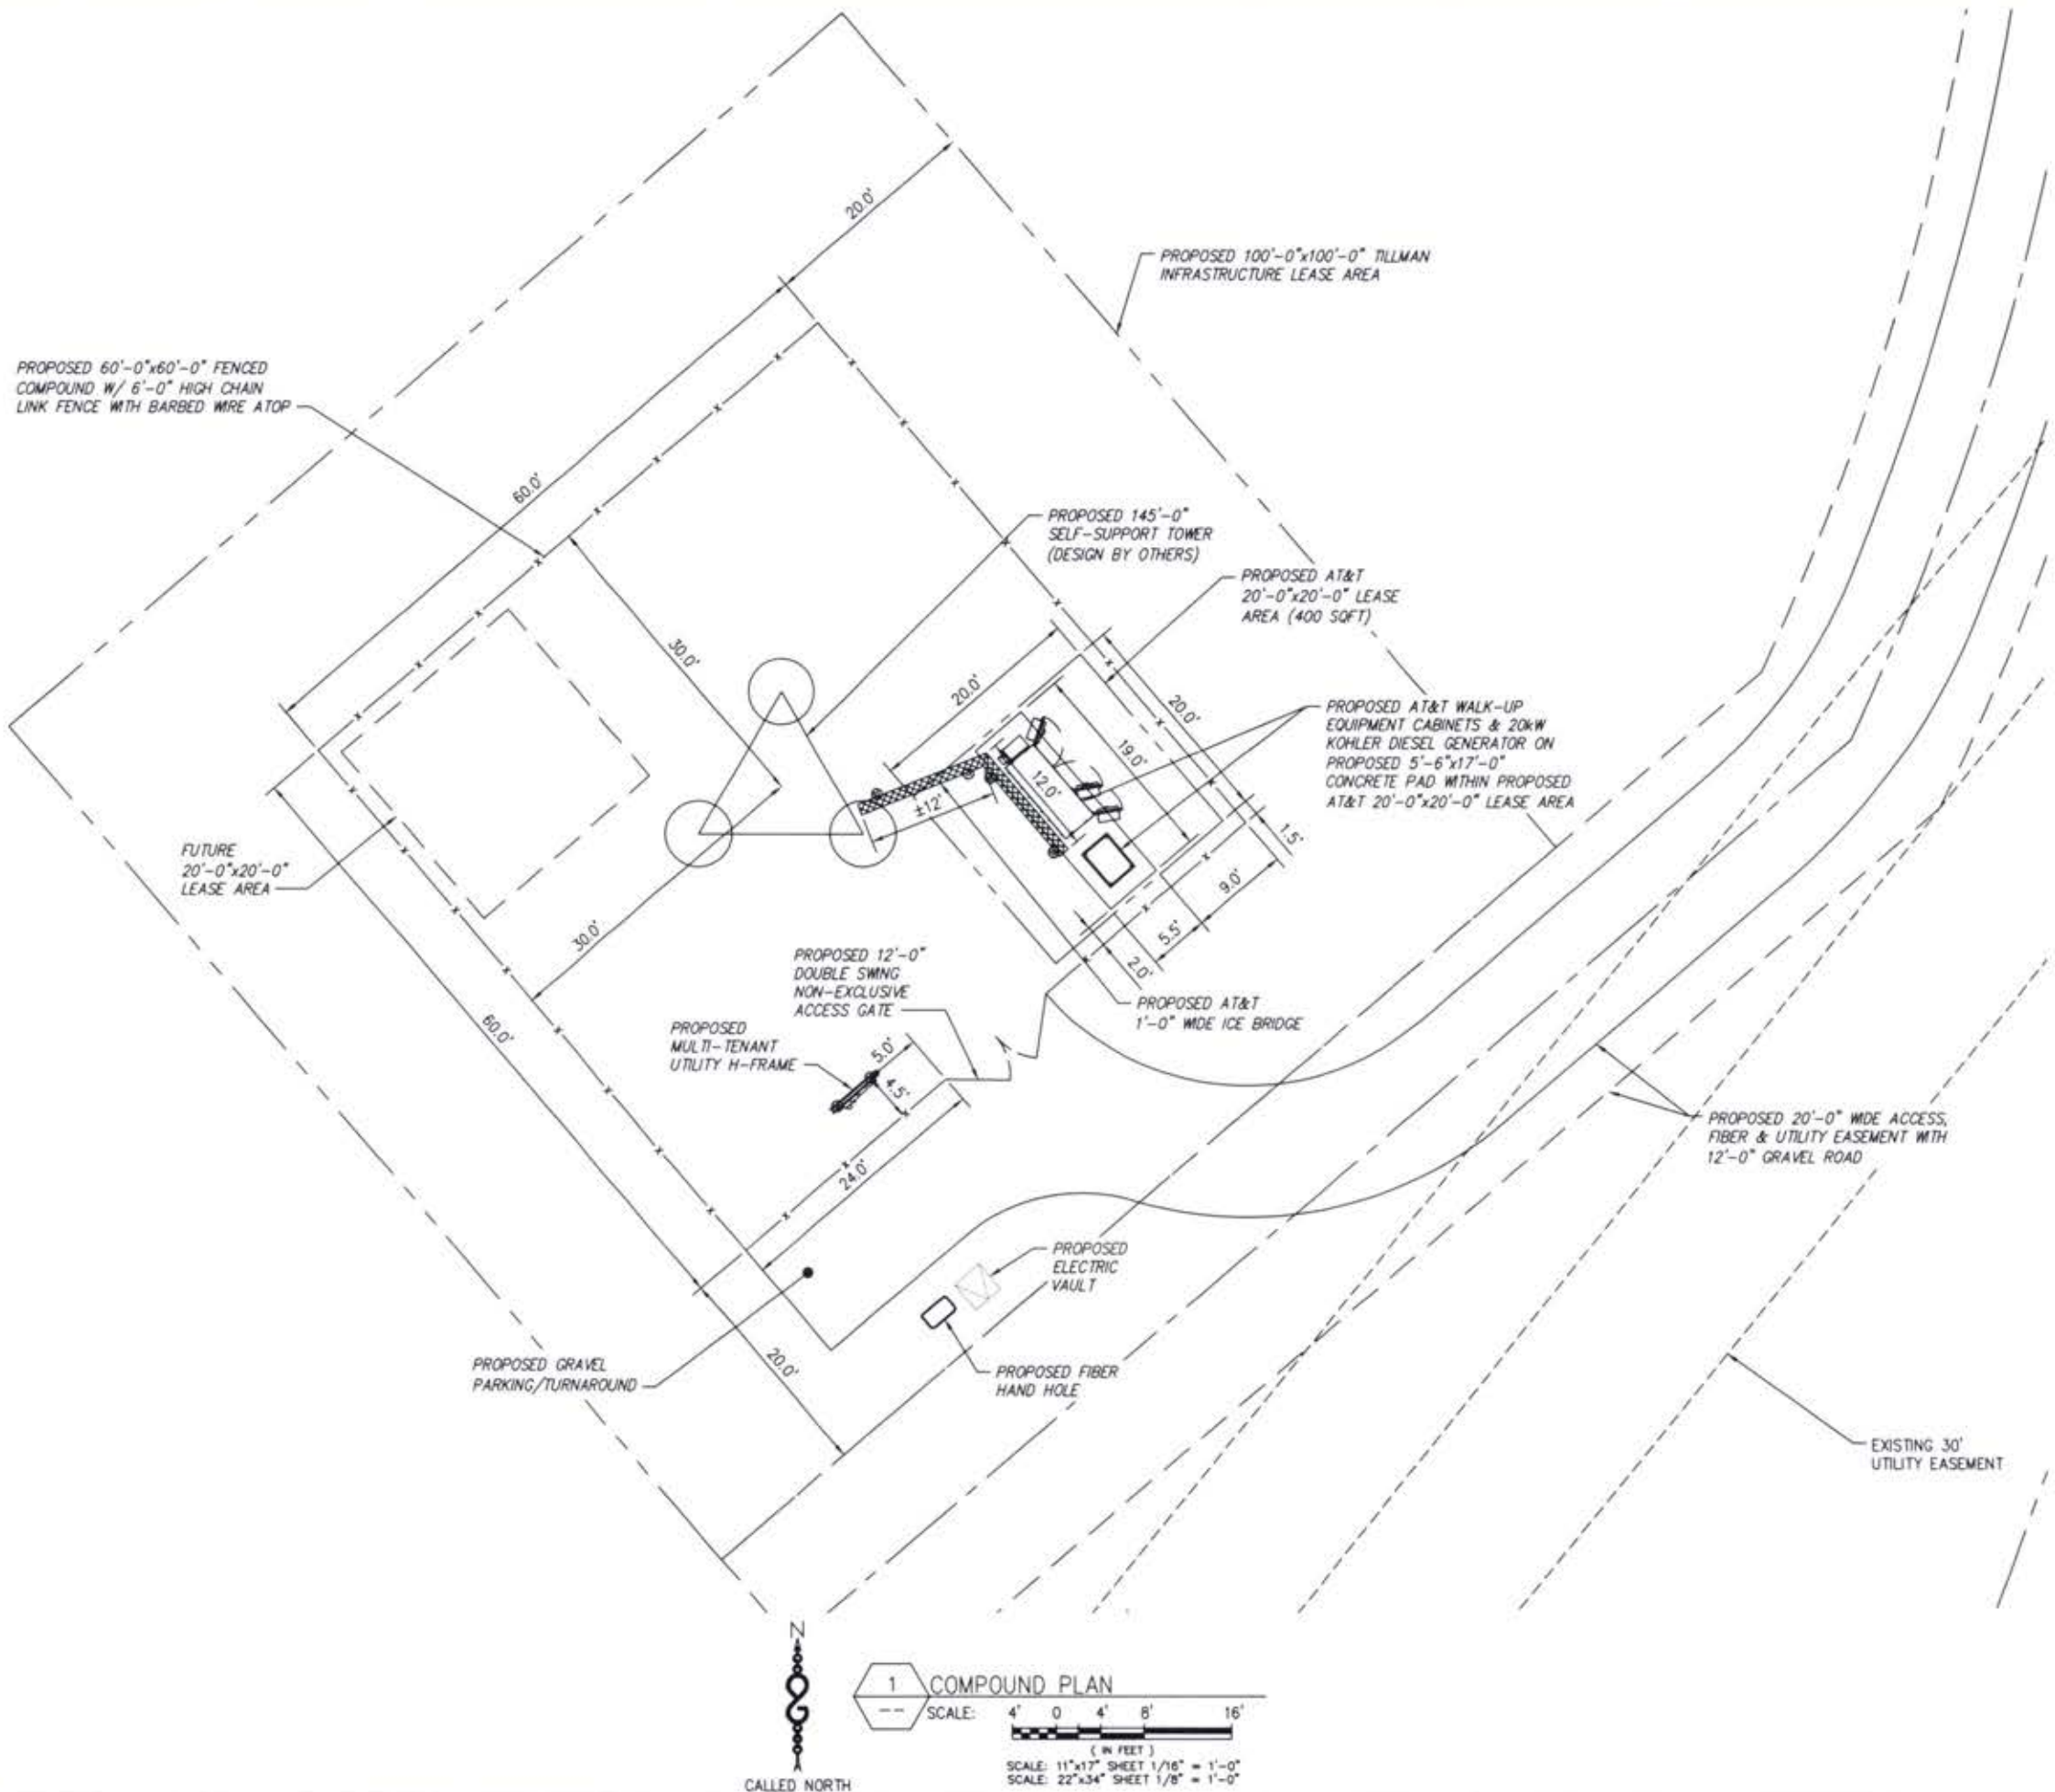 20.0'
PROPOSED 100'-0"x100'-0" TILLMAN
INFRASTRUCTURE LEASE AREA
PROPOSED 60'-0"x60'-0" FENCED
COMPOUND W/ 6'-0" HIGH CHAIN
LINK FENCE WITH BARBED WIRE ATOP
60.0'
PROPOSED 145'-0"
SELF-SUPPORT TOWER
(DESIGN BY OTHERS)
PROPOSED AT&T
20'-0"x20'-0" LEASE
AREA (400 SQFT)
30.0'
20.0'
20.0'
19.0'
12.0'
±12'
PROPOSED AT&T WALK-UP
EQUIPMENT CABINETS & 20kW
KOHLER DIESEL GENERATOR ON
PROPOSED 5'-6"x17'-0"
CONCRETE PAD WITHIN PROPOSED
AT&T 20'-0"x20'-0" LEASE AREA
1.5'
9.0'
5.5'
2.0'
FUTURE
20'-0"x20'-0"
LEASE AREA
30.0'
PROPOSED 12'-0"
DOUBLE SWING
NON-EXCLUSIVE
ACCESS GATE
PROPOSED AT&T
1'-0" WIDE ICE BRIDGE
60.0'
PROPOSED
MULTI-TENANT
UTILITY H-FRAME
5.0'
4.5'
24.0'
PROPOSED 20'-0" WIDE ACCESS,
FIBER & UTILITY EASEMENT WITH
12'-0" GRAVEL ROAD
PROPOSED
ELECTRIC
VAULT
PROPOSED GRAVEL
PARKING/TURNAROUND
20.0'
PROPOSED FIBER
HAND HOLE
EXISTING 30'
UTILITY EASEMENT
N
CALLED NORTH
1
--
COMPOUND PLAN
SCALE:
4' 0 4' 8' 16'
( IN FEET )
SCALE: 11"x17" SHEET 1/16" = 1'-0"
SCALE: 22"x34" SHEET 1/8" = 1'-0"